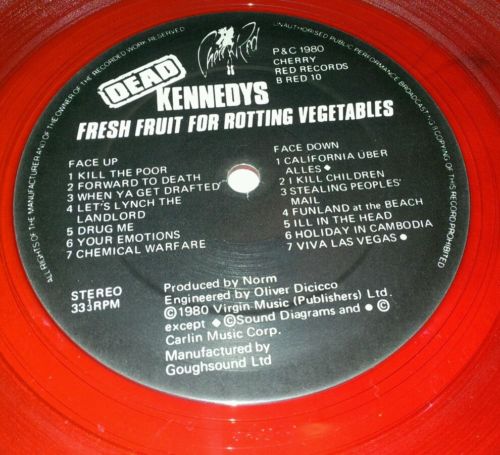 ALL RIGHTS OF THE MANUFACTURER AND OF THE OWNER OF THE RECORDED WORK RESERVED
UNAUTHORISED PUBLIC PERFORMANCE BROADCASTING AND COPYING OF THIS RECORD PROHIBITED
Cherry Red
P&C 1980
CHERRY
RED RECORDS
B RED 10
DEAD
KENNEDYS
FRESH FRUIT FOR ROTTING VEGETABLES
FACE UP
1 KILL THE POOR
2 FORWARD TO DEATH
3 WHEN YA GET DRAFTED
4 LET'S LYNCH THE
LANDLORD
5 DRUG ME
6 YOUR EMOTIONS
7 CHEMICAL WARFARE
FACE DOWN
1 CALIFORNIA ÜBER
ALLES ◆
2 I KILL CHILDREN
3 STEALING PEOPLES'
MAIL
4 FUNLAND at the BEACH
5 ILL IN THE HEAD
6 HOLIDAY IN CAMBODIA
7 VIVA LAS VEGAS ●
STEREO
33⅓RPM
Produced by Norm
Engineered by Oliver Dicicco
©1980 Virgin Music (Publishers) Ltd.
except ◆ ©Sound Diagrams and ● ©
Carlin Music Corp.
Manufactured by
Goughsound Ltd